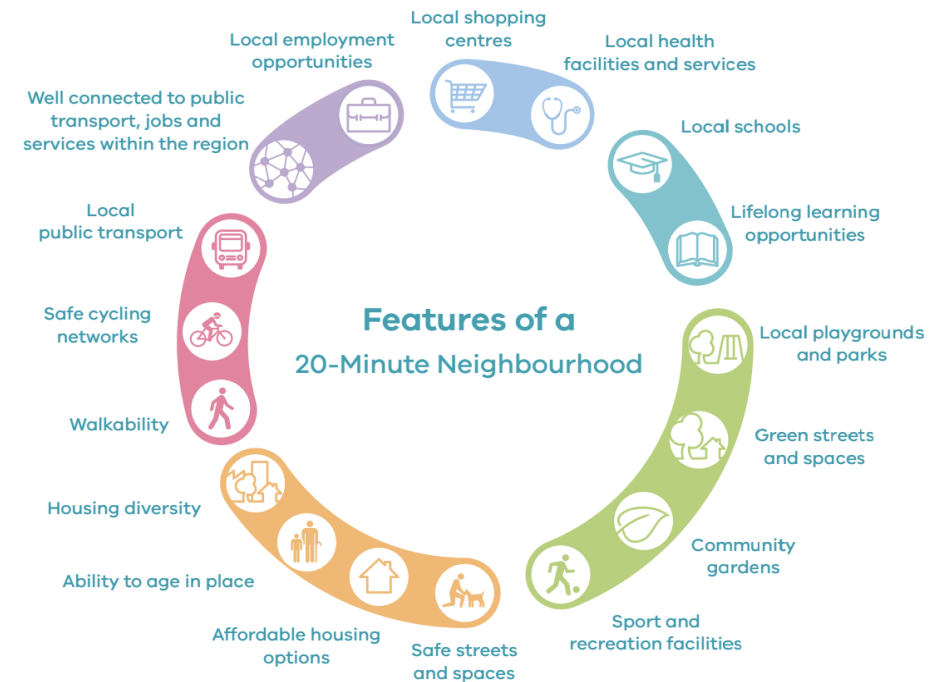 Features of a
20-Minute Neighbourhood
Local shopping
centres
Local health
facilities and services
Local schools
Lifelong learning
opportunities
Local playgrounds
and parks
Green streets
and spaces
Community
gardens
Sport and
recreation facilities
Safe streets
and spaces
Affordable housing
options
Ability to age in place
Housing diversity
Walkability
Safe cycling
networks
Local
public transport
Well connected to public
transport, jobs and
services within the region
Local employment
opportunities